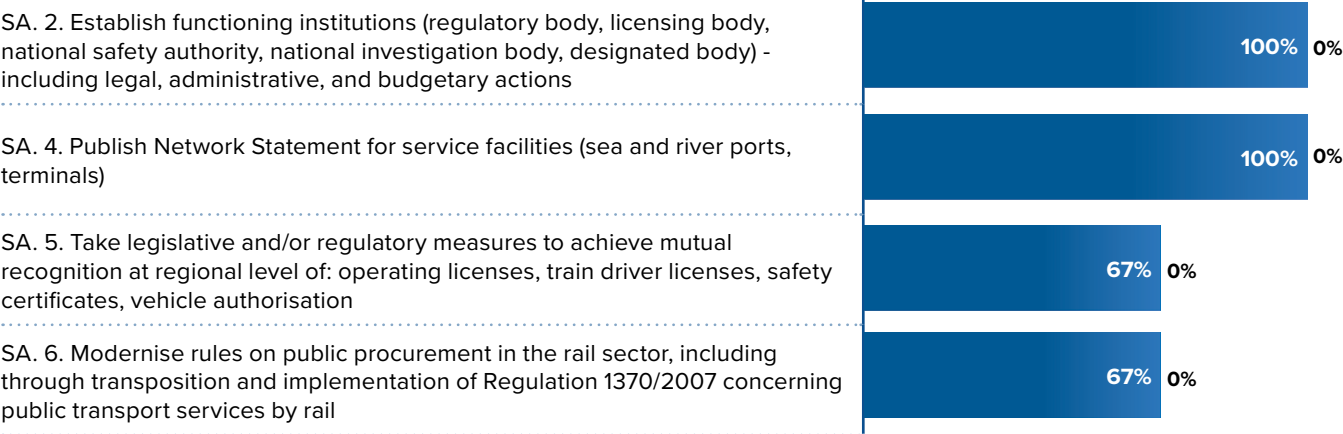 SA. 2. Establish functioning institutions (regulatory body, licensing body,
national safety authority, national investigation body, designated body) -
including legal, administrative, and budgetary actions
100% 0%
SA. 4. Publish Network Statement for service facilities (sea and river ports,
terminals)
100% 0%
SA. 5. Take legislative and/or regulatory measures to achieve mutual
recognition at regional level of: operating licenses, train driver licenses, safety
certificates, vehicle authorisation
67% 0%
SA. 6. Modernise rules on public procurement in the rail sector, including
through transposition and implementation of Regulation 1370/2007 concerning
public transport services by rail
67% 0%